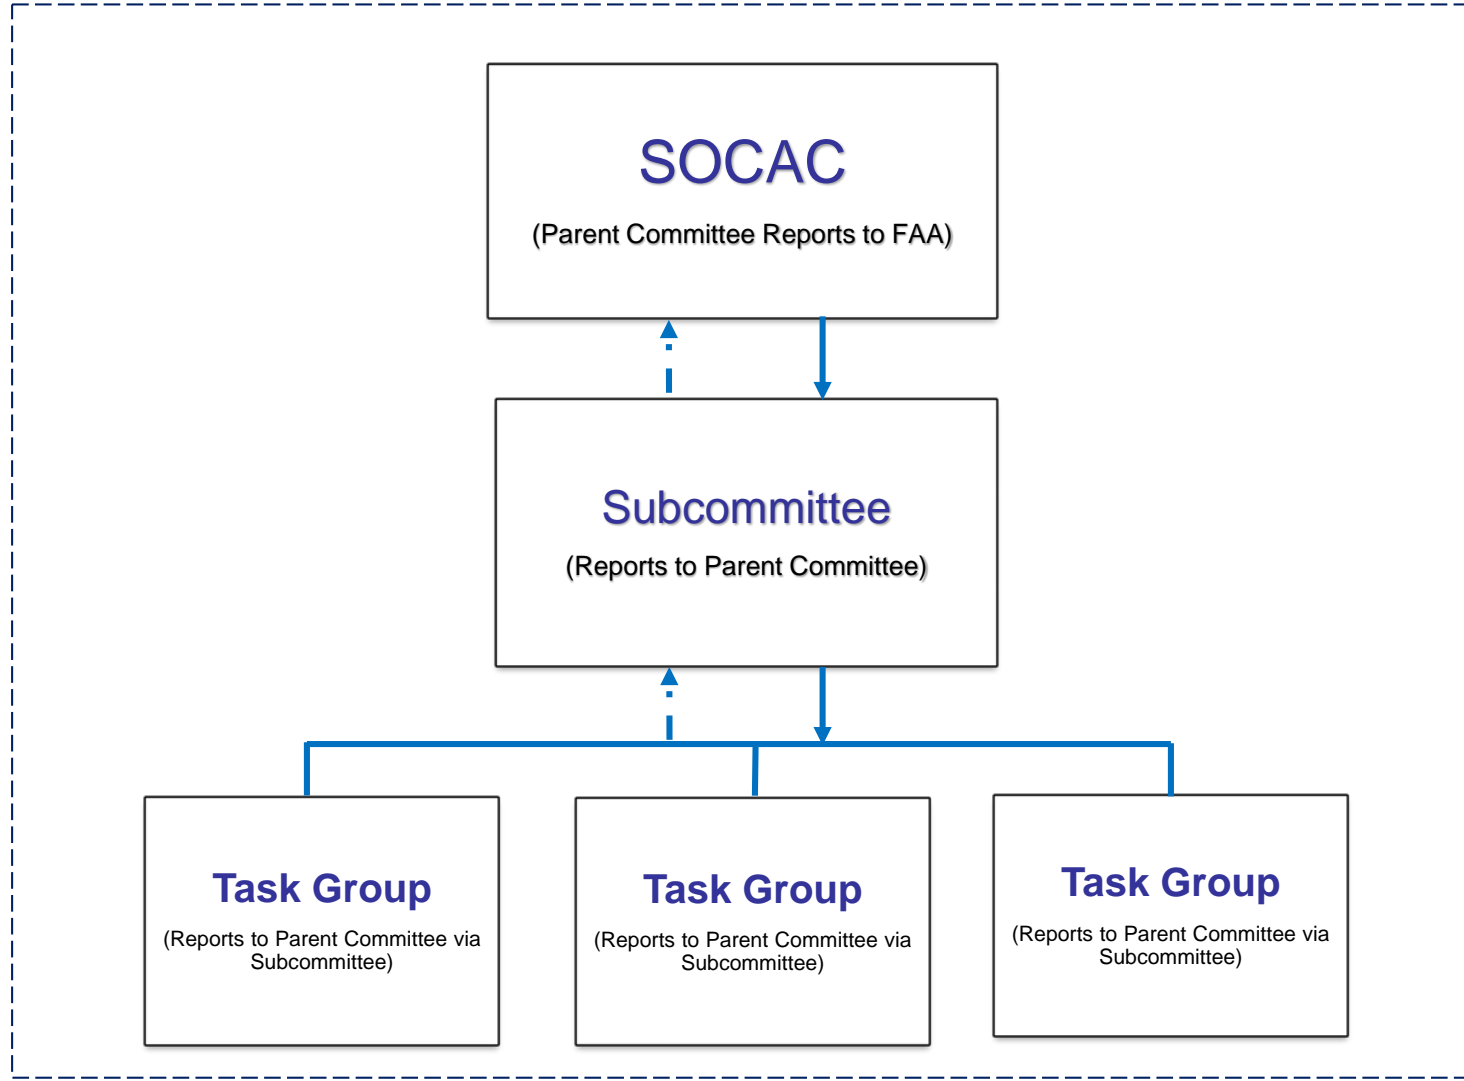 SOCAC
(Parent Committee Reports to FAA)
Subcommittee
(Reports to Parent Committee)
Task Group
(Reports to Parent Committee via
Subcommittee)
Task Group
(Reports to Parent Committee via
Subcommittee)
Task Group
(Reports to Parent Committee via
Subcommittee)